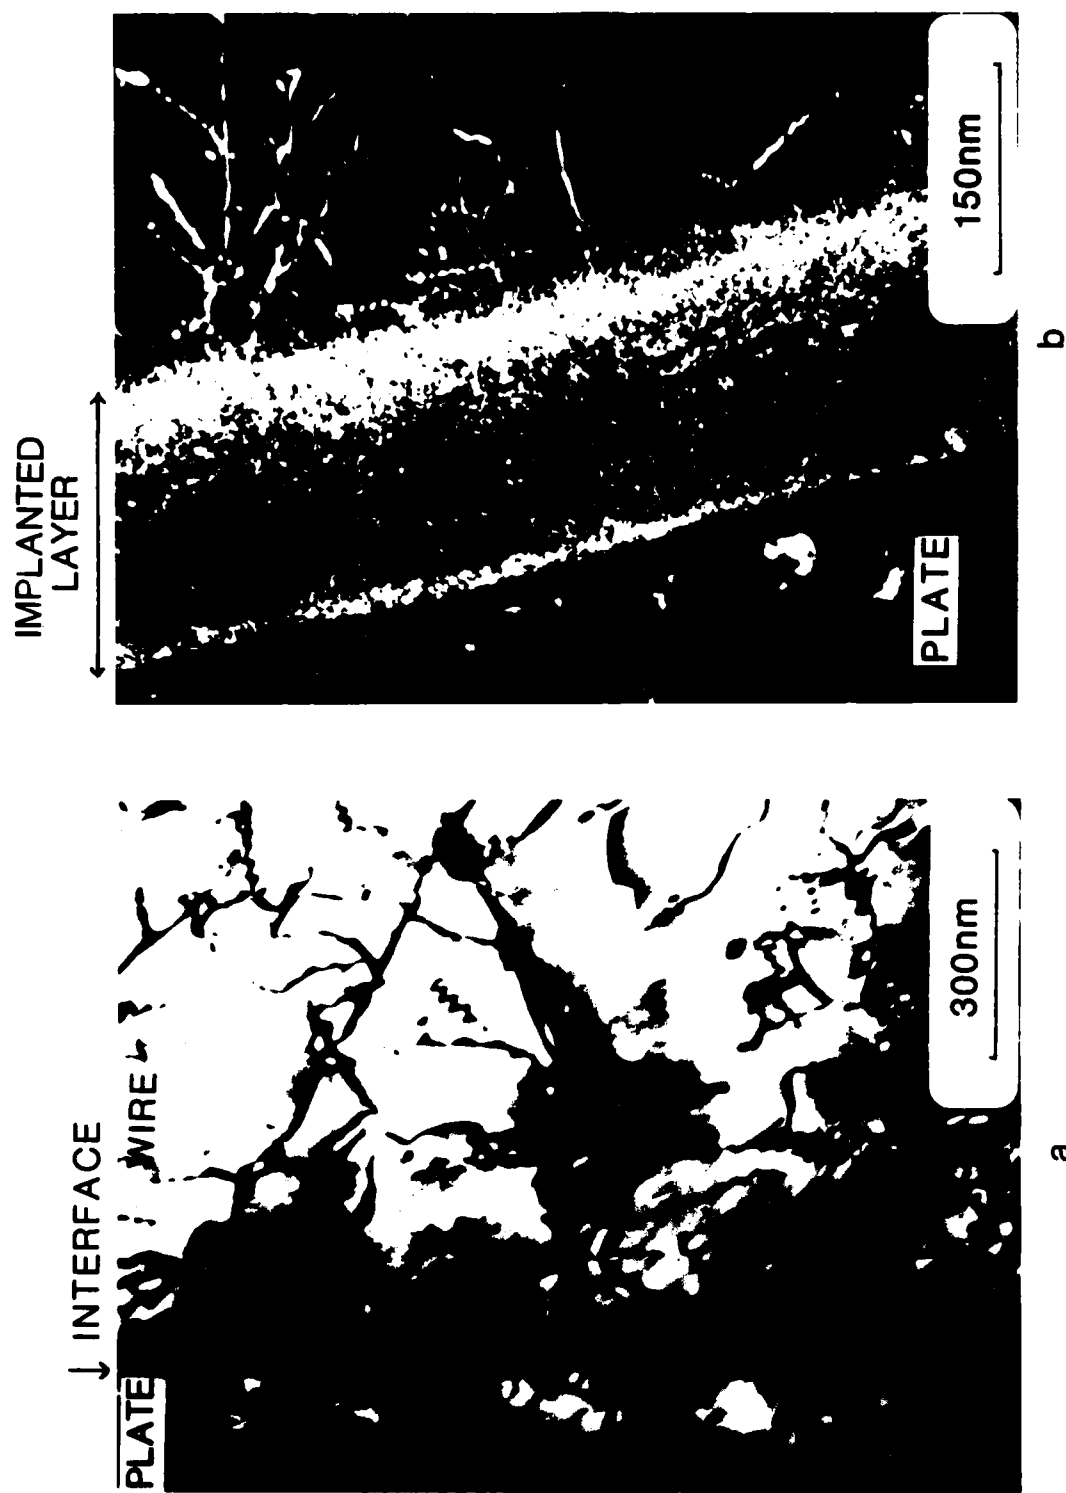 PLATE
INTERFACE
WIRE
300nm
a
IMPLANTED
LAYER
PLATE
150nm
b